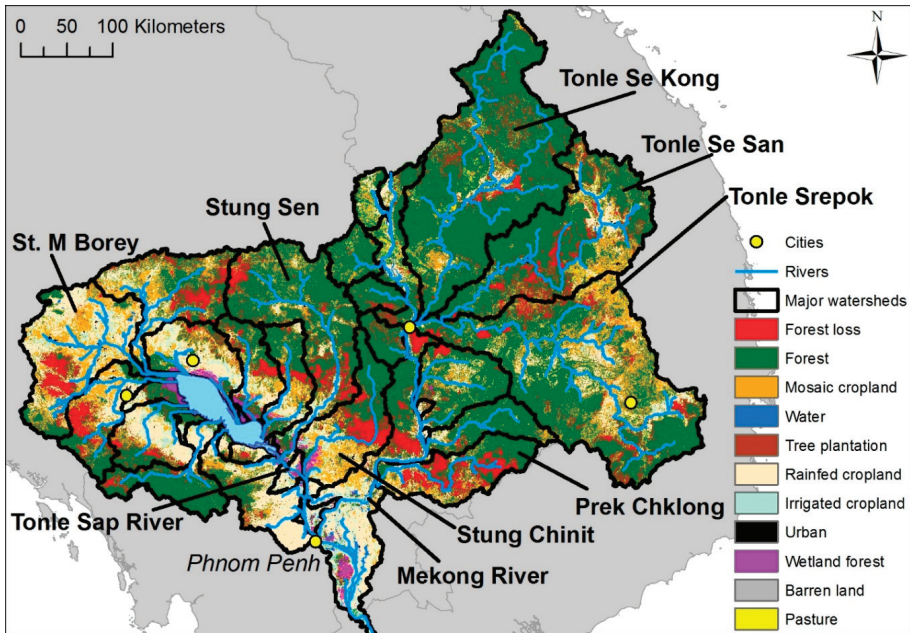 0 50 100 Kilometers
N
Tonle Se Kong
Tonle Se San
Tonle Srepok
Stung Sen
St. M Borey
Cities
Rivers
Major watersheds
Forest loss
Forest
Mosaic cropland
Water
Tree plantation
Rainfed cropland
Irrigated cropland
Urban
Wetland forest
Barren land
Pasture
Prek Chklong
Tonle Sap River
Stung Chinit
Phnom Penh
Mekong River